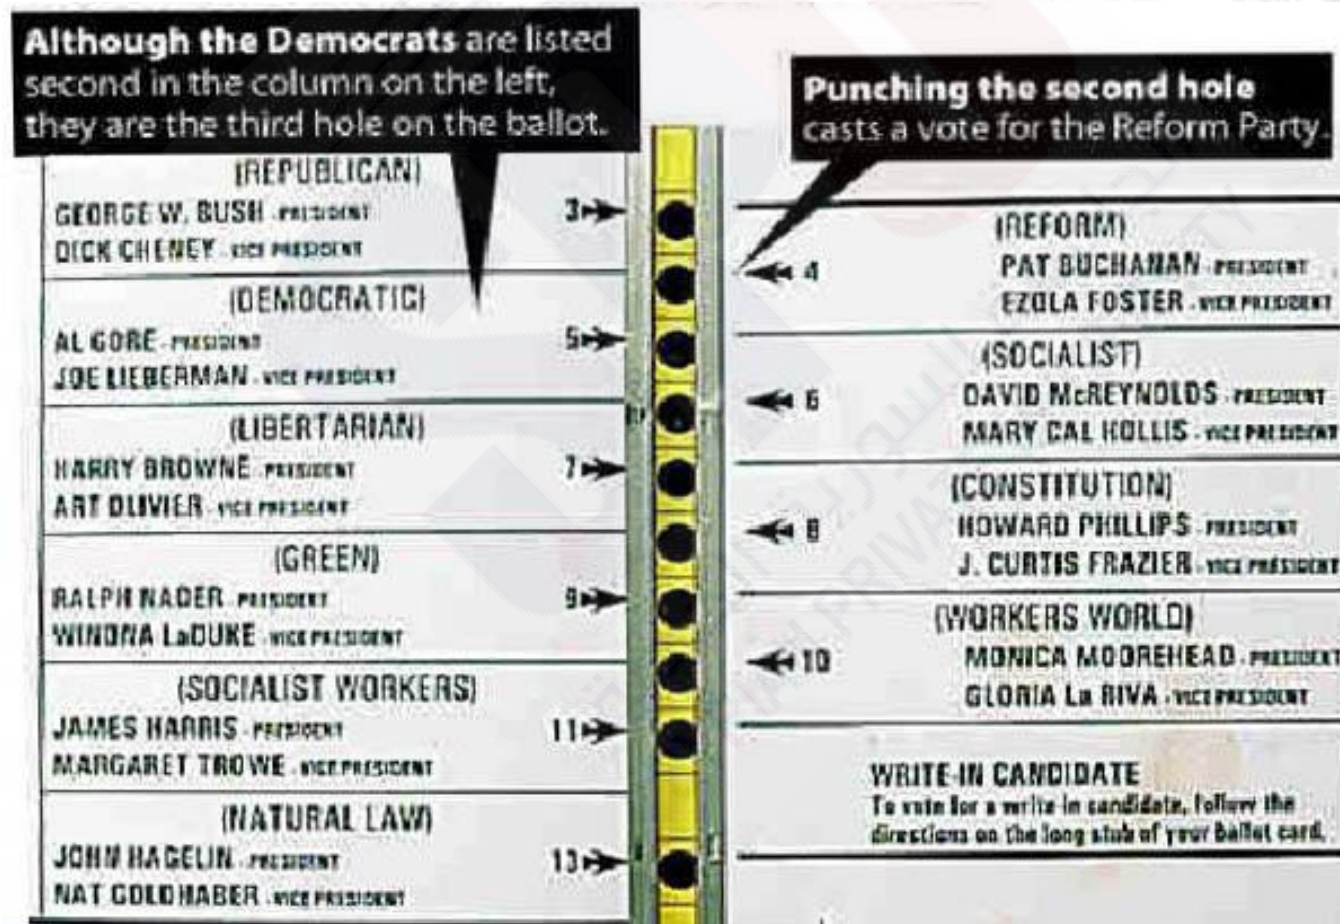 Although the Democrats are listed
second in the column on the left,
they are the third hole on the ballot.
Punching the second hole
casts a vote for the Reform Party.
(REPUBLICAN)
GEORGE W. BUSH - PRESIDENT
DICK CHENEY - VICE PRESIDENT
3
(DEMOCRATIC)
AL GORE - PRESIDENT
JOE LIEBERMAN - VICE PRESIDENT
5
(LIBERTARIAN)
HARRY BROWNE - PRESIDENT
ART OLIVIER - VICE PRESIDENT
7
(GREEN)
RALPH NADER - PRESIDENT
WINONA LaDUKE - VICE PRESIDENT
9
(SOCIALIST WORKERS)
JAMES HARRIS - PRESIDENT
MARGARET TROWE - VICE PRESIDENT
11
(NATURAL LAW)
JOHN HAGELIN - PRESIDENT
NAT GOLDHABER - VICE PRESIDENT
13
(REFORM)
PAT BUCHANAN - PRESIDENT
EZOLA FOSTER - VICE PRESIDENT
4
(SOCIALIST)
DAVID McREYNOLDS - PRESIDENT
MARY CAL HOLLIS - VICE PRESIDENT
6
(CONSTITUTION)
HOWARD PHILLIPS - PRESIDENT
J. CURTIS FRAZIER - VICE PRESIDENT
8
(WORKERS WORLD)
MONICA MOOREHEAD - PRESIDENT
GLORIA La RIVA - VICE PRESIDENT
10
WRITE-IN CANDIDATE
To vote for a write-in candidate, follow the
directions on the long stub of your ballot card.